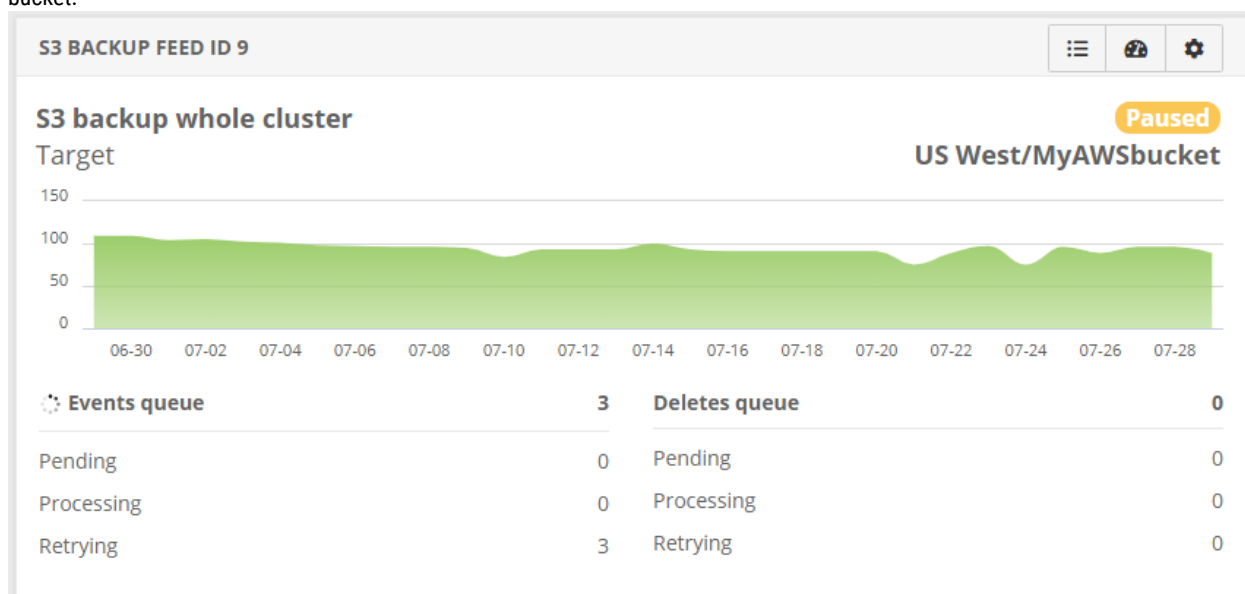 bucket.
S3 BACKUP FEED ID 9
S3 backup whole cluster
Paused
Target
US West/MyAWSbucket
150
100
50
0
06-30 07-02 07-04 07-06 07-08 07-10 07-12 07-14 07-16 07-18 07-20 07-22 07-24 07-26 07-28
Events queue 3
Deletes queue 0
Pending 0
Pending 0
Processing 0
Processing 0
Retrying 3
Retrying 0